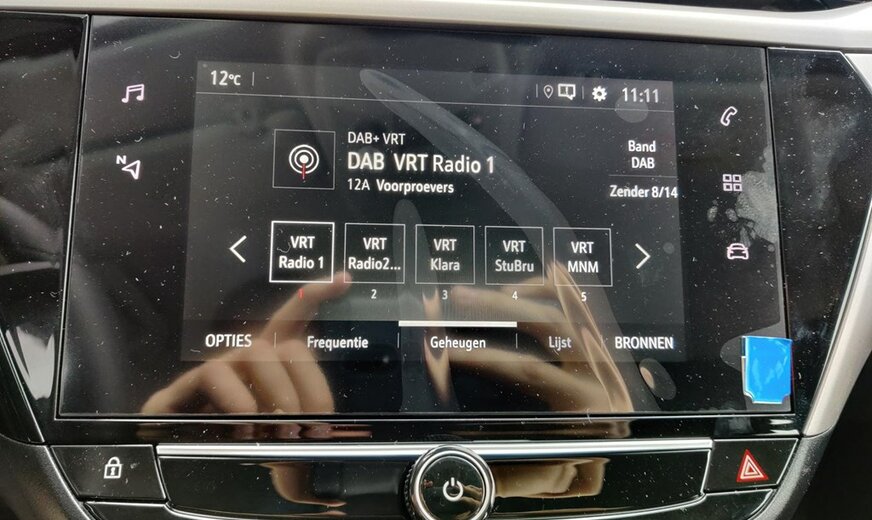 12°C
11:11
N
DAB+ VRT
DAB VRT Radio 1
12A Voorproevers
Band
DAB
Zender 8/14
VRT
Radio 1
VRT
Radio2...
VRT
Klara
VRT
StuBru
VRT
MNM
1
2
3
4
5
OPTIES
Frequentie
Geheugen
Lijst
BRONNEN